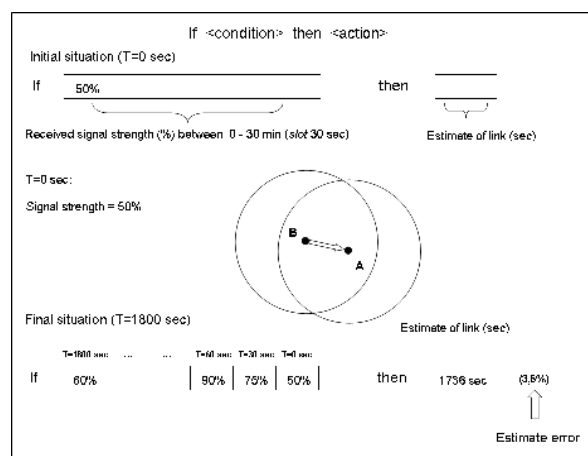 If <condition> then <action>
Initial situation (T=0 sec)
If 50% then
Received signal strength (%) between 0 - 30 min (slot 30 sec) Estimate of link (sec)
T=0 sec:
Signal strength = 50%
B
A
Final situation (T=1800 sec)
Estimate of link (sec)
T=1800 sec ... ... T=60 sec T=30 sec T=0 sec
If 60% 90% 75% 50% then 1736 sec (3,6%)
Estimate error